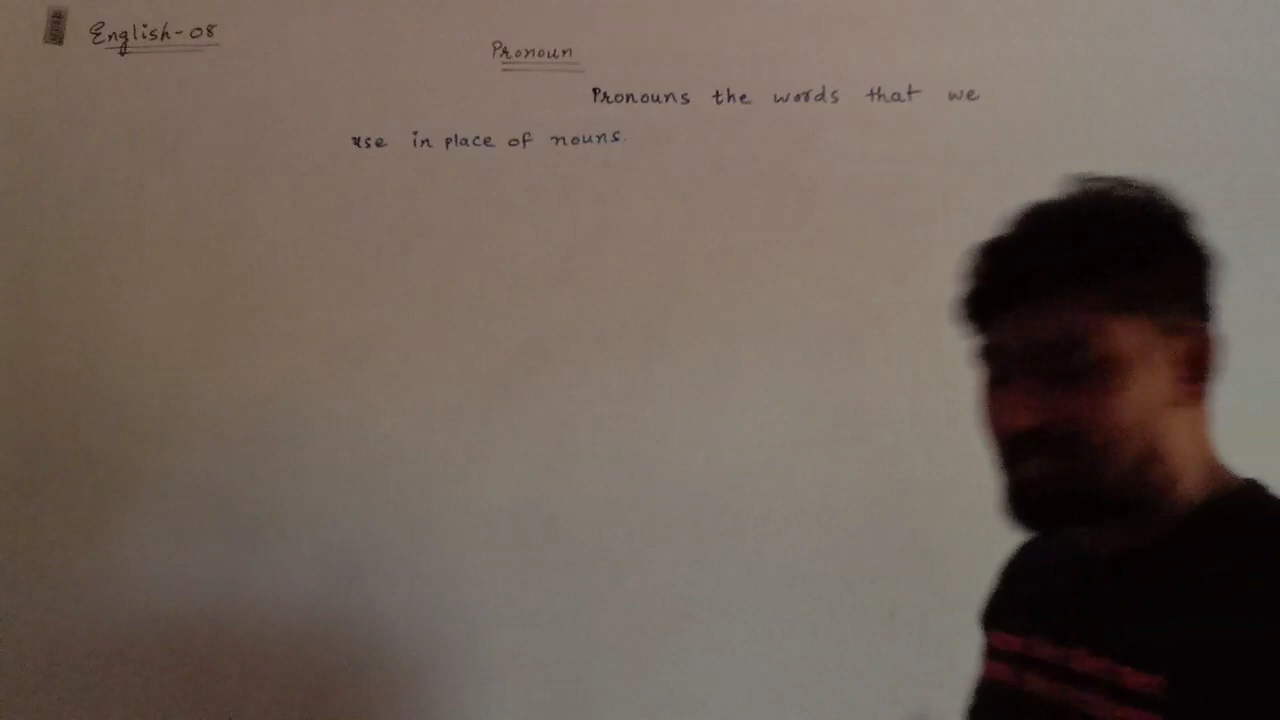 English-08
Pronoun
Pronouns the words that we
use in place of nouns.